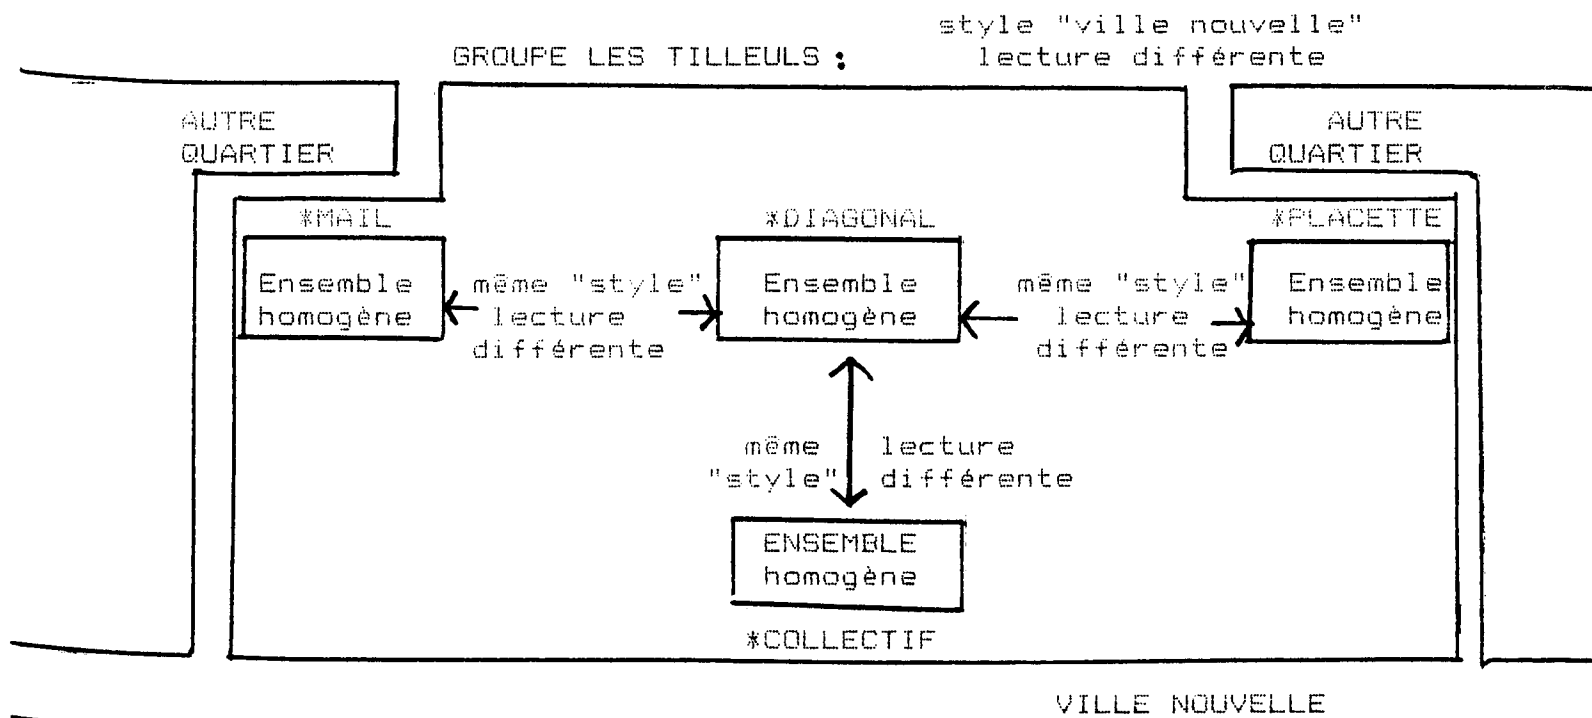 style "ville nouvelle"
GROUPE LES TILLEULS : lecture différente
AUTRE
QUARTIER
AUTRE
QUARTIER
*MAIL
*DIAGONAL
*PLACETTE
Ensemble
homogène
même "style"
lecture
différente
Ensemble
homogène
même "style"
lecture
différente
Ensemble
homogène
même
"style"
lecture
différente
ENSEMBLE
homogène
*COLLECTIF
VILLE NOUVELLE